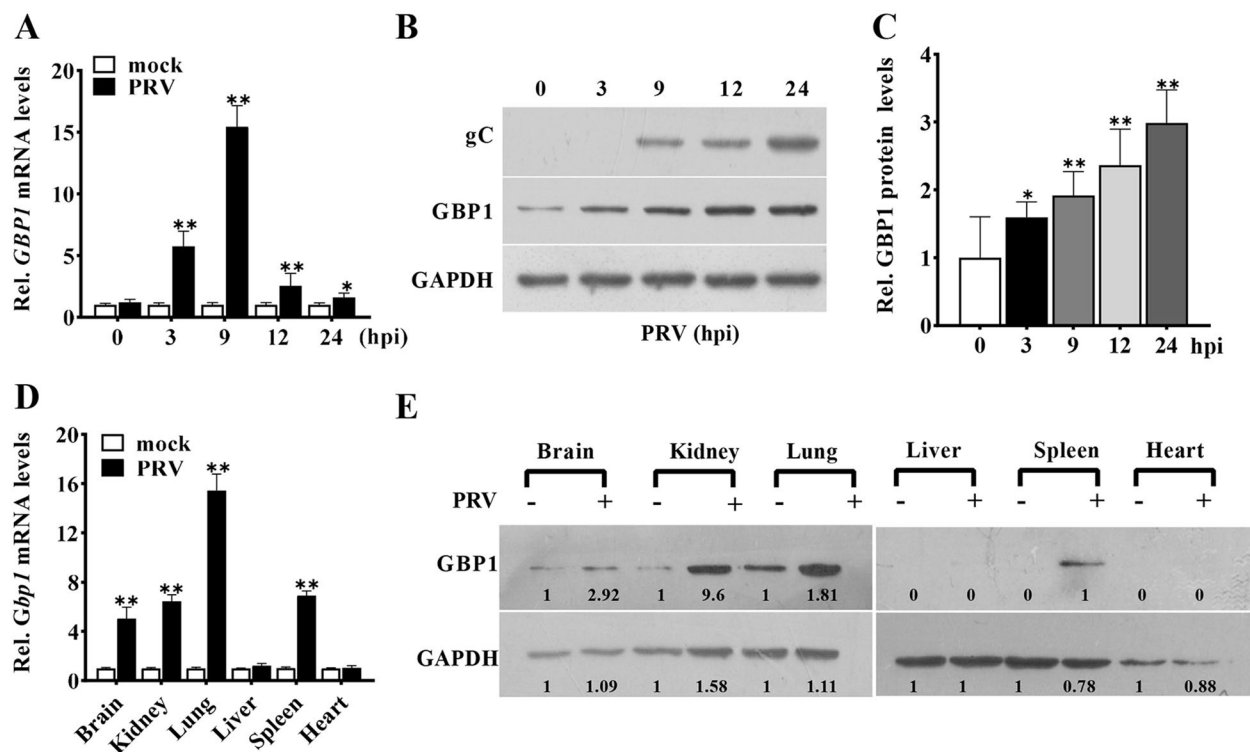 A
Rel. GBP1 mRNA levels
20
15
10
5
0
mock
PRV
**
**
**
*
0 3 9 12 24 (hpi)
B
0 3 9 12 24
gC
GBP1
GAPDH
PRV (hpi)
C
Rel. GBP1 protein levels
4
3
2
1
0
*
**
**
**
0 3 9 12 24 hpi
D
Rel. Gbp1 mRNA levels
20
16
12
8
4
0
mock
PRV
**
**
**
**
Brain Kidney Lung Liver Spleen Heart
E
Brain Kidney Lung Liver Spleen Heart
PRV - + - + - + - + - + - +
GBP1
1 2.92 1 9.6 1 1.81 0 0 0 1 0 0
GAPDH
1 1.09 1 1.58 1 1.11 1 1 1 0.78 1 0.88